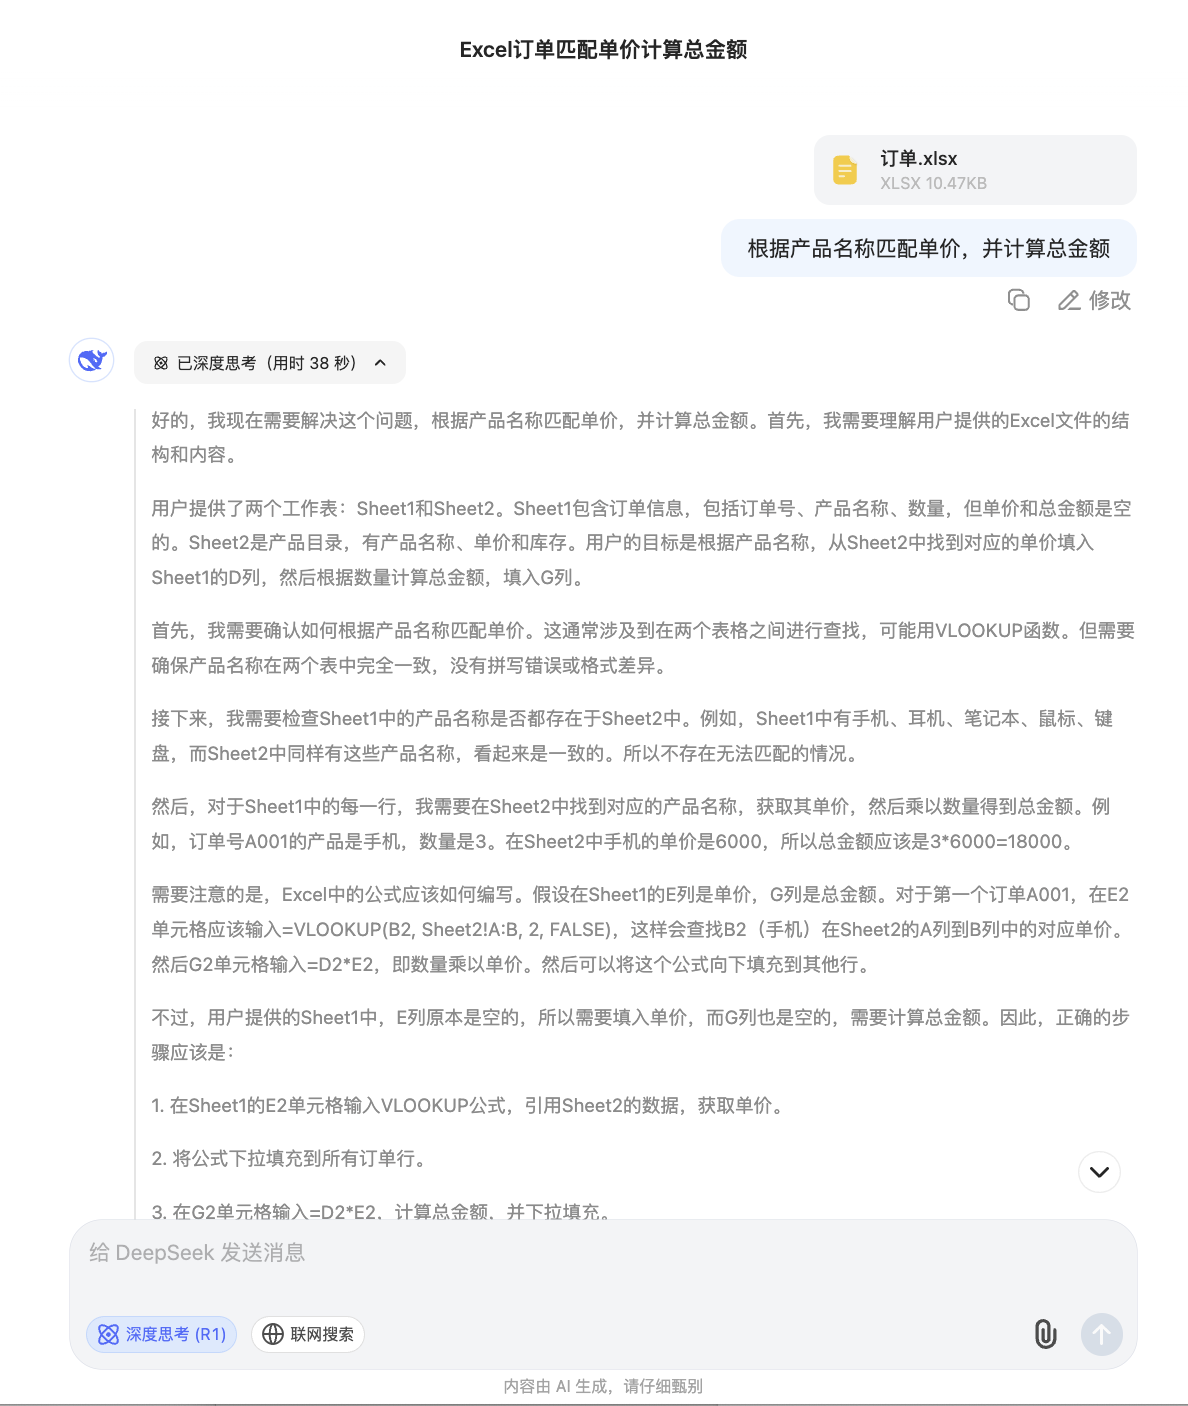 Excel订单匹配单价计算总金额
订单.xlsx
XLSX 10.47KB
根据产品名称匹配单价，并计算总金额
修改
已深度思考（用时 38 秒）
好的，我现在需要解决这个问题，根据产品名称匹配单价，并计算总金额。首先，我需要理解用户提供的Excel文件的结
构和内容。
用户提供了两个工作表：Sheet1和Sheet2。Sheet1包含订单信息，包括订单号、产品名称、数量，但单价和总金额是空
的。Sheet2是产品目录，有产品名称、单价和库存。用户的目标是根据产品名称，从Sheet2中找到对应的单价填入
Sheet1的D列，然后根据数量计算总金额，填入G列。
首先，我需要确认如何根据产品名称匹配单价。这通常涉及到在两个表格之间进行查找，可能用VLOOKUP函数。但需要
确保产品名称在两个表中完全一致，没有拼写错误或格式差异。
接下来，我需要检查Sheet1中的产品名称是否都存在于Sheet2中。例如，Sheet1中有手机、耳机、笔记本、鼠标、键
盘，而Sheet2中同样有这些产品名称，看起来是一致的。所以不存在无法匹配的情况。
然后，对于Sheet1中的每一行，我需要在Sheet2中找到对应的产品名称，获取其单价，然后乘以数量得到总金额。例
如，订单号A001的产品是手机，数量是3。在Sheet2中手机的单价是6000，所以总金额应该是3*6000=18000。
需要注意的是，Excel中的公式应该如何编写。假设在Sheet1的E列是单价，G列是总金额。对于第一个订单A001，在E2
单元格应该输入=VLOOKUP(B2, Sheet2!A:B, 2, FALSE)，这样会查找B2（手机）在Sheet2的A列到B列中的对应单价。
然后G2单元格输入=D2*E2，即数量乘以单价。然后可以将这个公式向下填充到其他行。
不过，用户提供的Sheet1中，E列原本是空的，所以需要填入单价，而G列也是空的，需要计算总金额。因此，正确的步
骤应该是：
1. 在Sheet1的E2单元格输入VLOOKUP公式，引用Sheet2的数据，获取单价。
2. 将公式下拉填充到所有订单行。
3. 在G2单元格输入=D2*E2，计算总金额，并下拉填充。
给 DeepSeek 发送消息
深度思考 (R1)
联网搜索
内容由 AI 生成，请仔细甄别